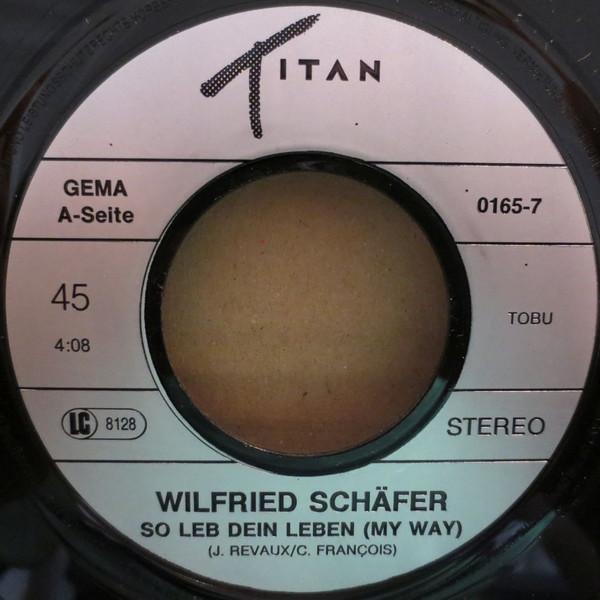 TITAN
GEMA
A-Seite
0165-7
45
4:08
TOBU
LC 8128
STEREO
WILFRIED SCHÄFER
SO LEB DEIN LEBEN (MY WAY)
(J. REVAUX/C. FRANÇOIS)